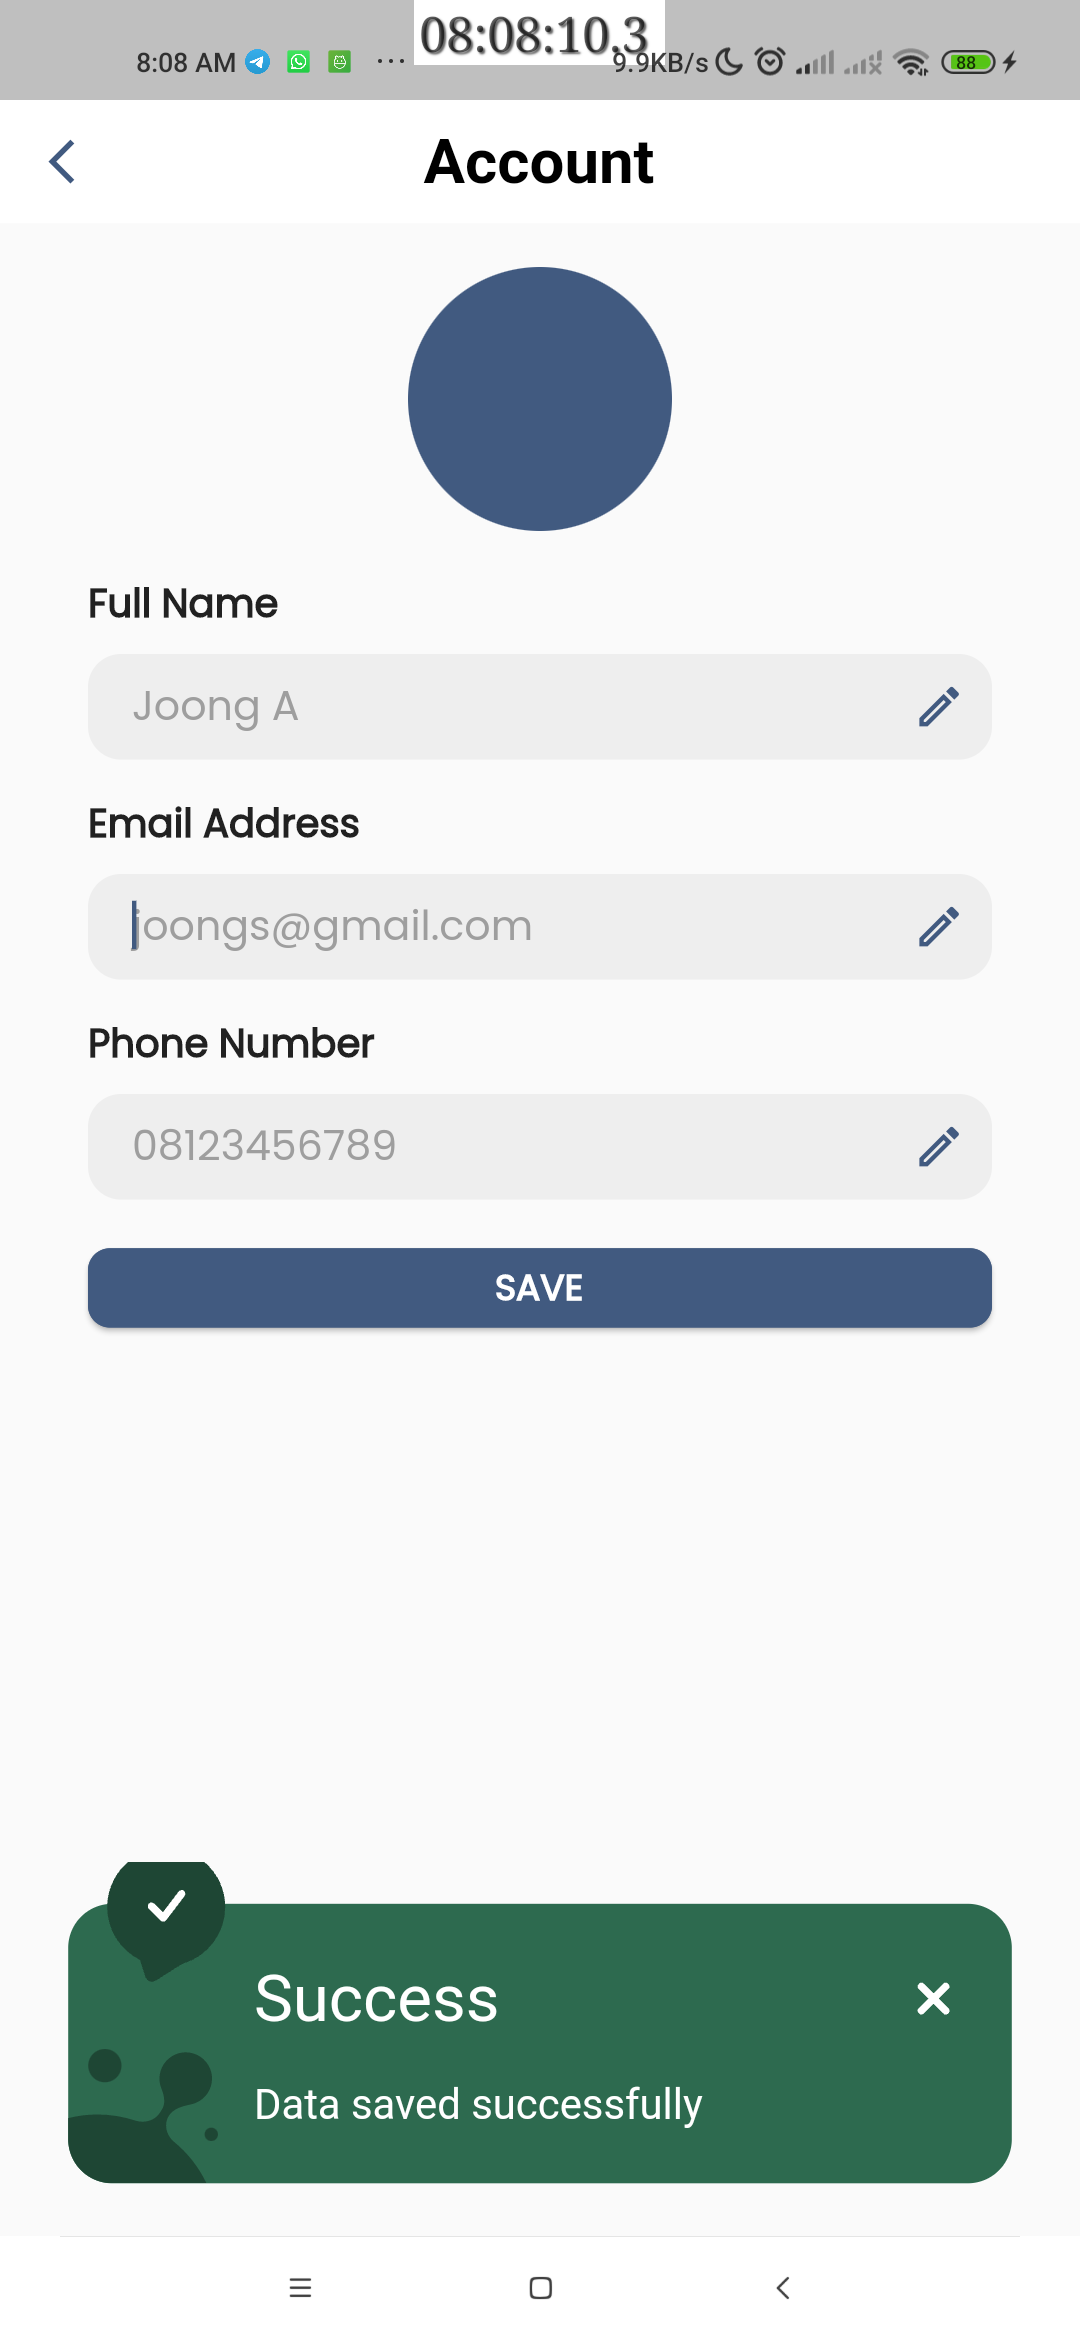 08:08:10.3
8:08 AM ... 9.9KB/s 88
Account
Full Name
Joong A
Email Address
joongs@gmail.com
Phone Number
08123456789
SAVE
Success
Data saved successfully